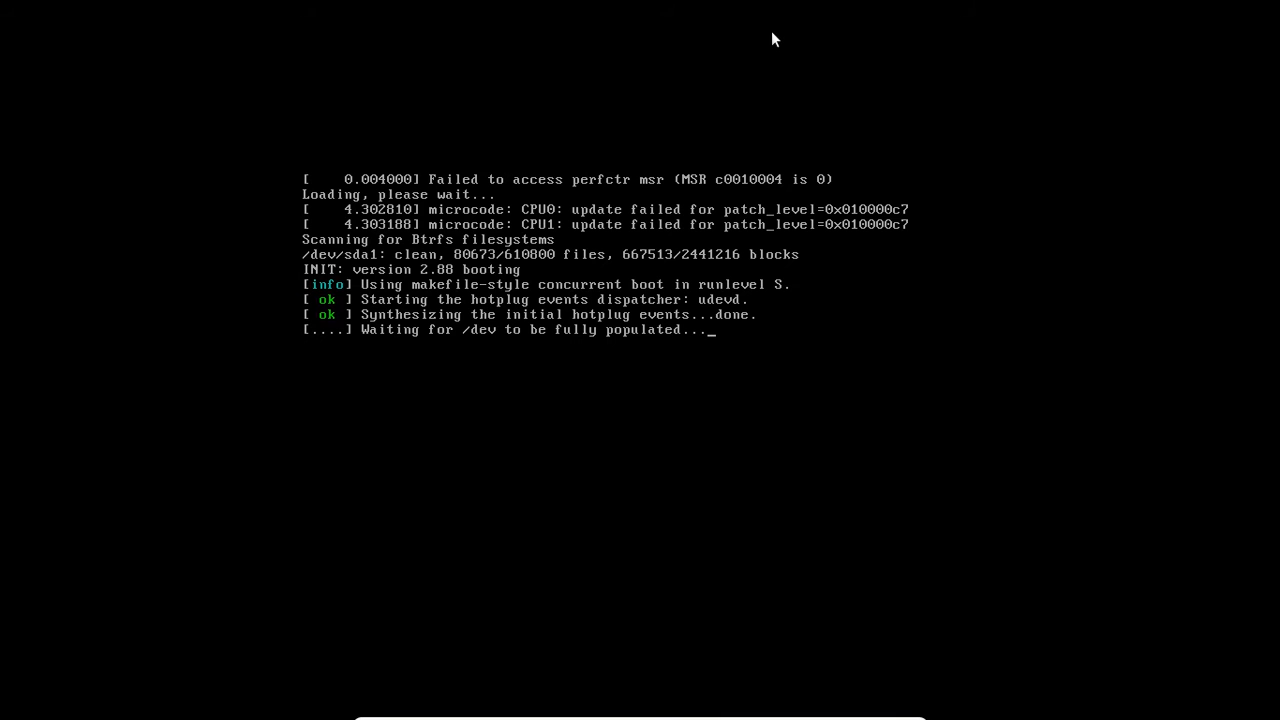 [    0.004000] Failed to access perfctr msr (MSR c0010004 is 0)
Loading, please wait...
[    4.302810] microcode: CPU0: update failed for patch_level=0x010000c7
[    4.303188] microcode: CPU1: update failed for patch_level=0x010000c7
Scanning for Btrfs filesystems
/dev/sda1: clean, 80673/610800 files, 667513/2441216 blocks
INIT: version 2.88 booting
[info] Using makefile-style concurrent boot in runlevel S.
[ ok ] Starting the hotplug events dispatcher: udevd.
[ ok ] Synthesizing the initial hotplug events...done.
[....] Waiting for /dev to be fully populated..._